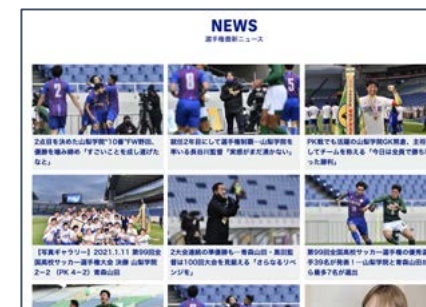 NEWS
選手権最新ニュース
2点目を決めた山梨学院"10番"FW野田、
優勝を噛み締め「すごいことを成し遂げた
なと」
就任2年目にして選手権制覇…山梨学院を
率いる長谷川監督「実感がまだ湧かない」
PK戦でも活躍の山梨学院GK熊倉、主将
してチームを称える「今日は全員で勝ち
った勝利」
【写真ギャラリー】2021.1.11 第99回全
国高校サッカー選手権大会 決勝 山梨学院
2−2 (PK 4−2) 青森山田
2大会連続の準優勝も…青森山田・黒田監
督は100回大会を見据える「さらなるリベ
ンジを」
第99回全国高校サッカー選手権の優秀選
手39名が発表!…山梨学院と青森山田か
ら最多7名が選出